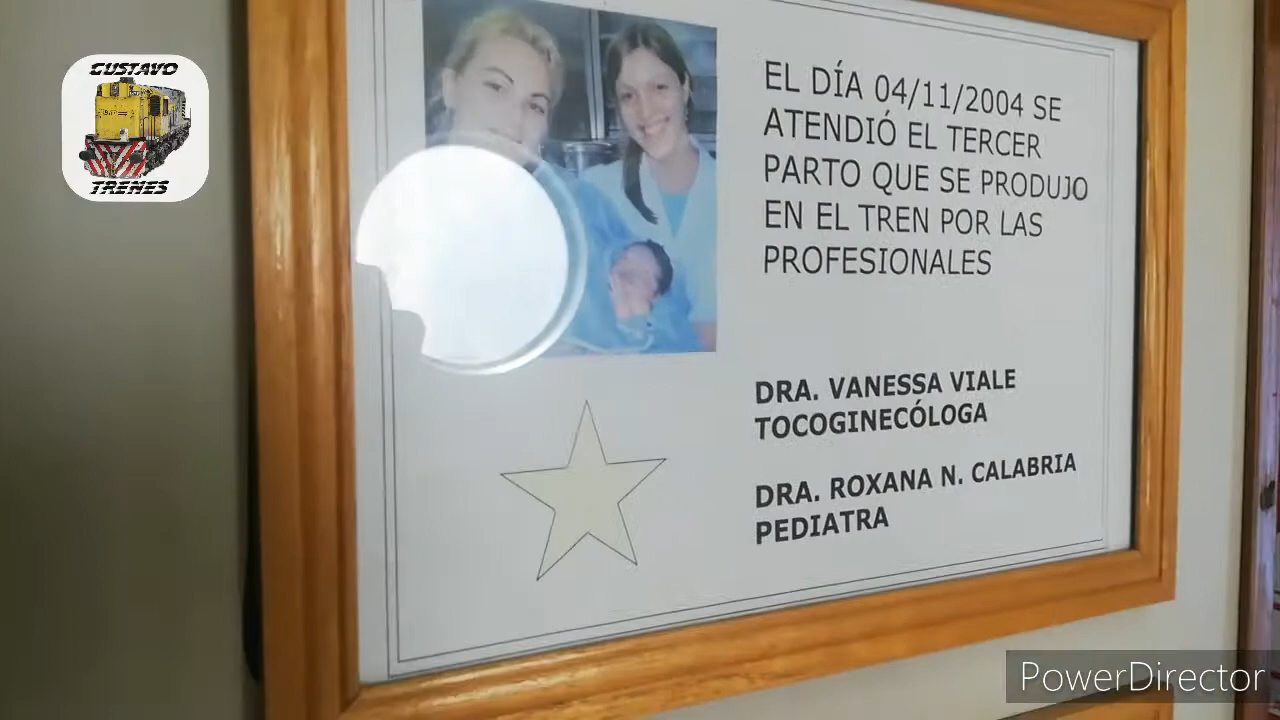 GUSTAVO
TRENES
EL DÍA 04/11/2004 SE
ATENDIÓ EL TERCER
PARTO QUE SE PRODUJO
EN EL TREN POR LAS
PROFESIONALES
DRA. VANESSA VIALE
TOCOGINECÓLOGA
DRA. ROXANA N. CALABRIA
PEDIATRA
PowerDirector